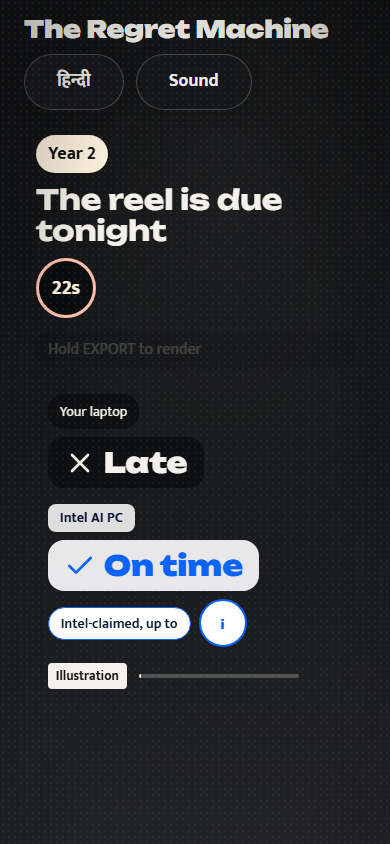 The Regret Machine
हिन्दी
Sound
Year 2
The reel is due
tonight
22s
Hold EXPORT to render
Your laptop
Late
Intel AI PC
On time
Intel-claimed, up to
i
Illustration